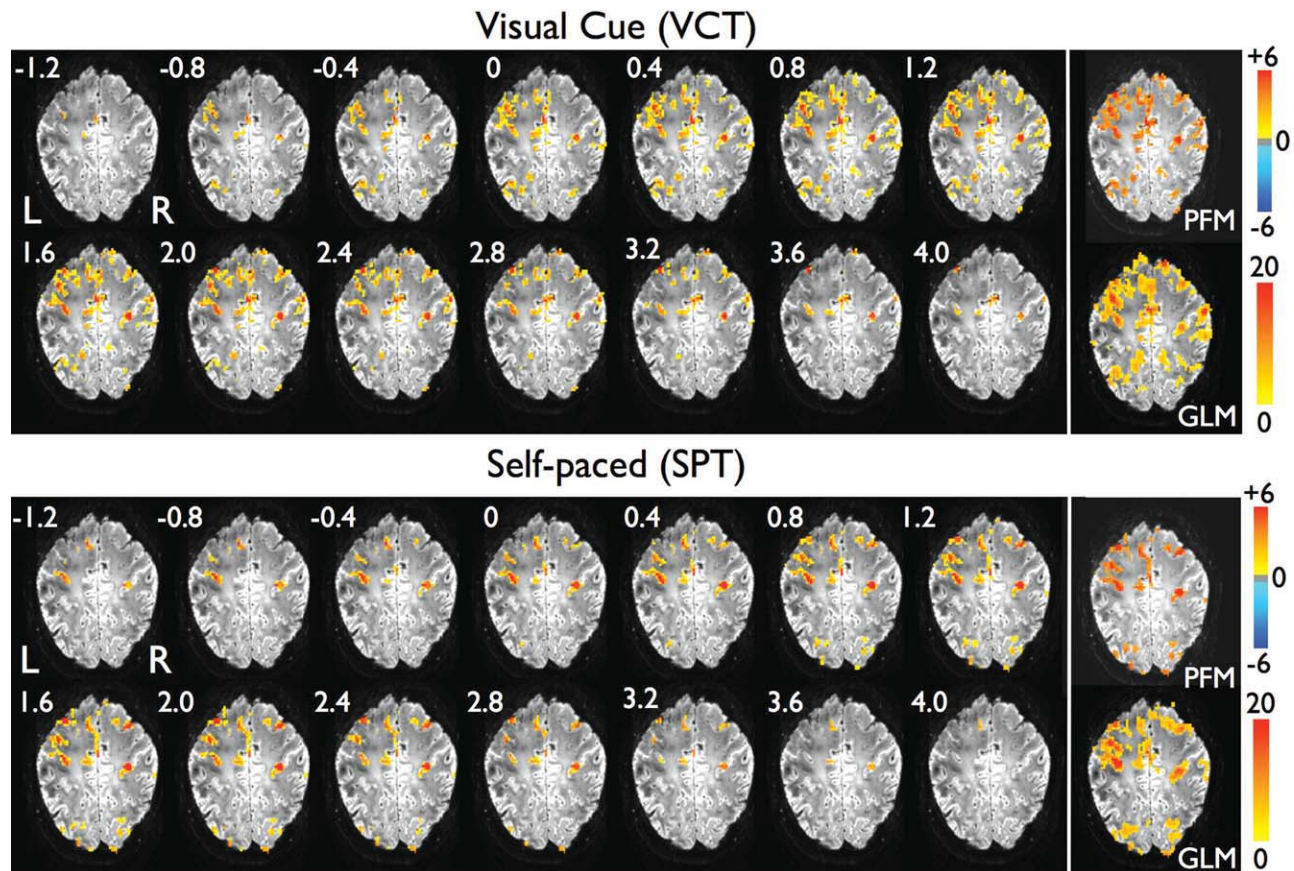 Visual Cue (VCT)
-1.2 -0.8 -0.4 0 0.4 0.8 1.2
+6
0
L R
PFM
-6
1.6 2.0 2.4 2.8 3.2 3.6 4.0
20
GLM
0
Self-paced (SPT)
-1.2 -0.8 -0.4 0 0.4 0.8 1.2
+6
0
L R
PFM
-6
1.6 2.0 2.4 2.8 3.2 3.6 4.0
20
GLM
0